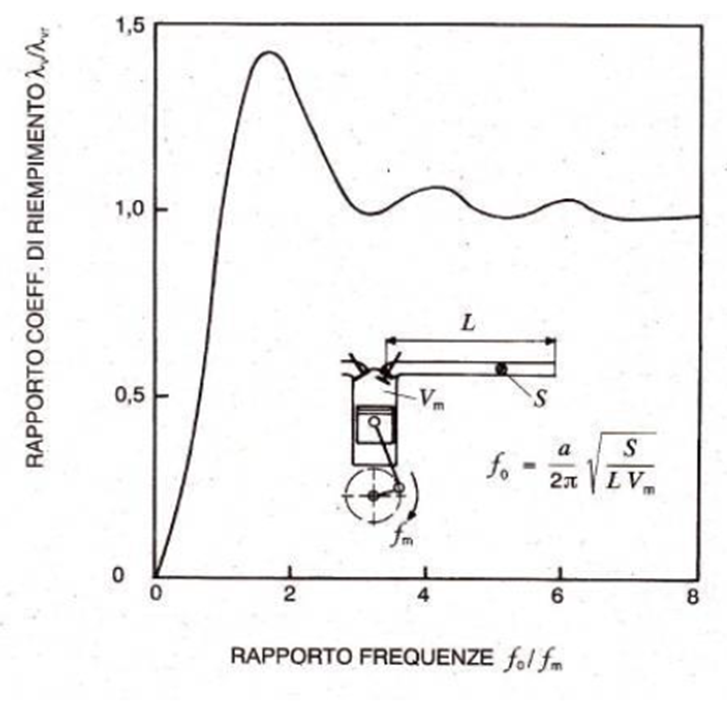 RAPPORTO COEFF. DI RIEMPIMENTO λv/λvr
1,5
1,0
0,5
0
0 2 4 6 8
RAPPORTO FREQUENZE f₀/fₘ
L
S
Vₘ
fₘ
f₀ = a/2π √S/L Vₘ